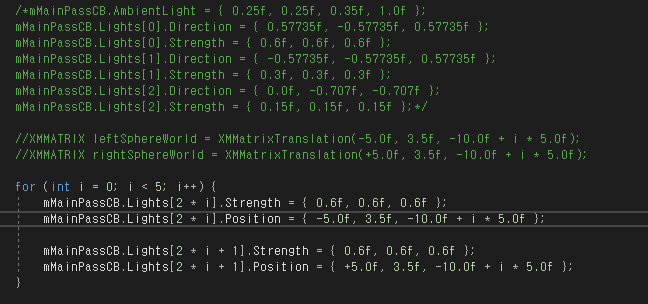 /*mMainPassCB.AmbientLight = { 0.25f, 0.25f, 0.35f, 1.0f };
mMainPassCB.Lights[0].Direction = { 0.57735f, -0.57735f, 0.57735f };
mMainPassCB.Lights[0].Strength = { 0.6f, 0.6f, 0.6f };
mMainPassCB.Lights[1].Direction = { -0.57735f, -0.57735f, 0.57735f };
mMainPassCB.Lights[1].Strength = { 0.3f, 0.3f, 0.3f };
mMainPassCB.Lights[2].Direction = { 0.0f, -0.707f, -0.707f };
mMainPassCB.Lights[2].Strength = { 0.15f, 0.15f, 0.15f };*/
//XMMATRIX leftSphereWorld = XMMatrixTranslation(-5.0f, 3.5f, -10.0f + i * 5.0f);
//XMMATRIX rightSphereWorld = XMMatrixTranslation(+5.0f, 3.5f, -10.0f + i * 5.0f);
for (int i = 0; i < 5; i++) {
mMainPassCB.Lights[2 * i].Strength = { 0.6f, 0.6f, 0.6f };
mMainPassCB.Lights[2 * i].Position = { -5.0f, 3.5f, -10.0f + i * 5.0f };
mMainPassCB.Lights[2 * i + 1].Strength = { 0.6f, 0.6f, 0.6f };
mMainPassCB.Lights[2 * i + 1].Position = { +5.0f, 3.5f, -10.0f + i * 5.0f };
}